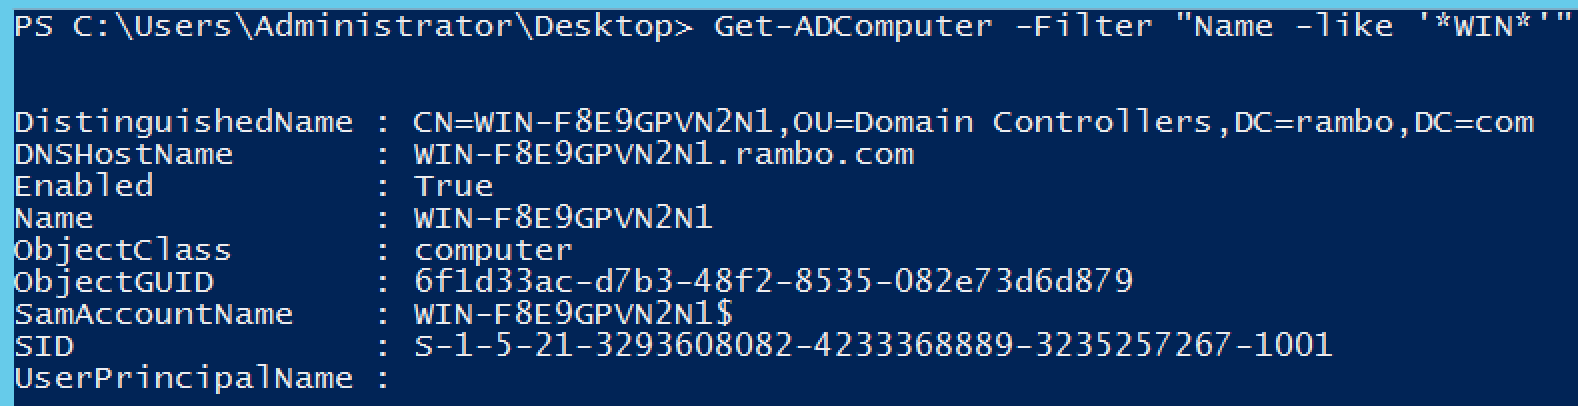 PS C:\Users\Administrator\Desktop> Get-ADComputer -Filter "Name -like '*WIN*'"
DistinguishedName : CN=WIN-F8E9GPVN2N1,OU=Domain Controllers,DC=rambo,DC=com
DNSHostName       : WIN-F8E9GPVN2N1.rambo.com
Enabled           : True
Name              : WIN-F8E9GPVN2N1
ObjectClass       : computer
ObjectGUID        : 6f1d33ac-d7b3-48f2-8535-082e73d6d879
SamAccountName    : WIN-F8E9GPVN2N1$
SID               : S-1-5-21-3293608082-4233368889-3235257267-1001
UserPrincipalName :